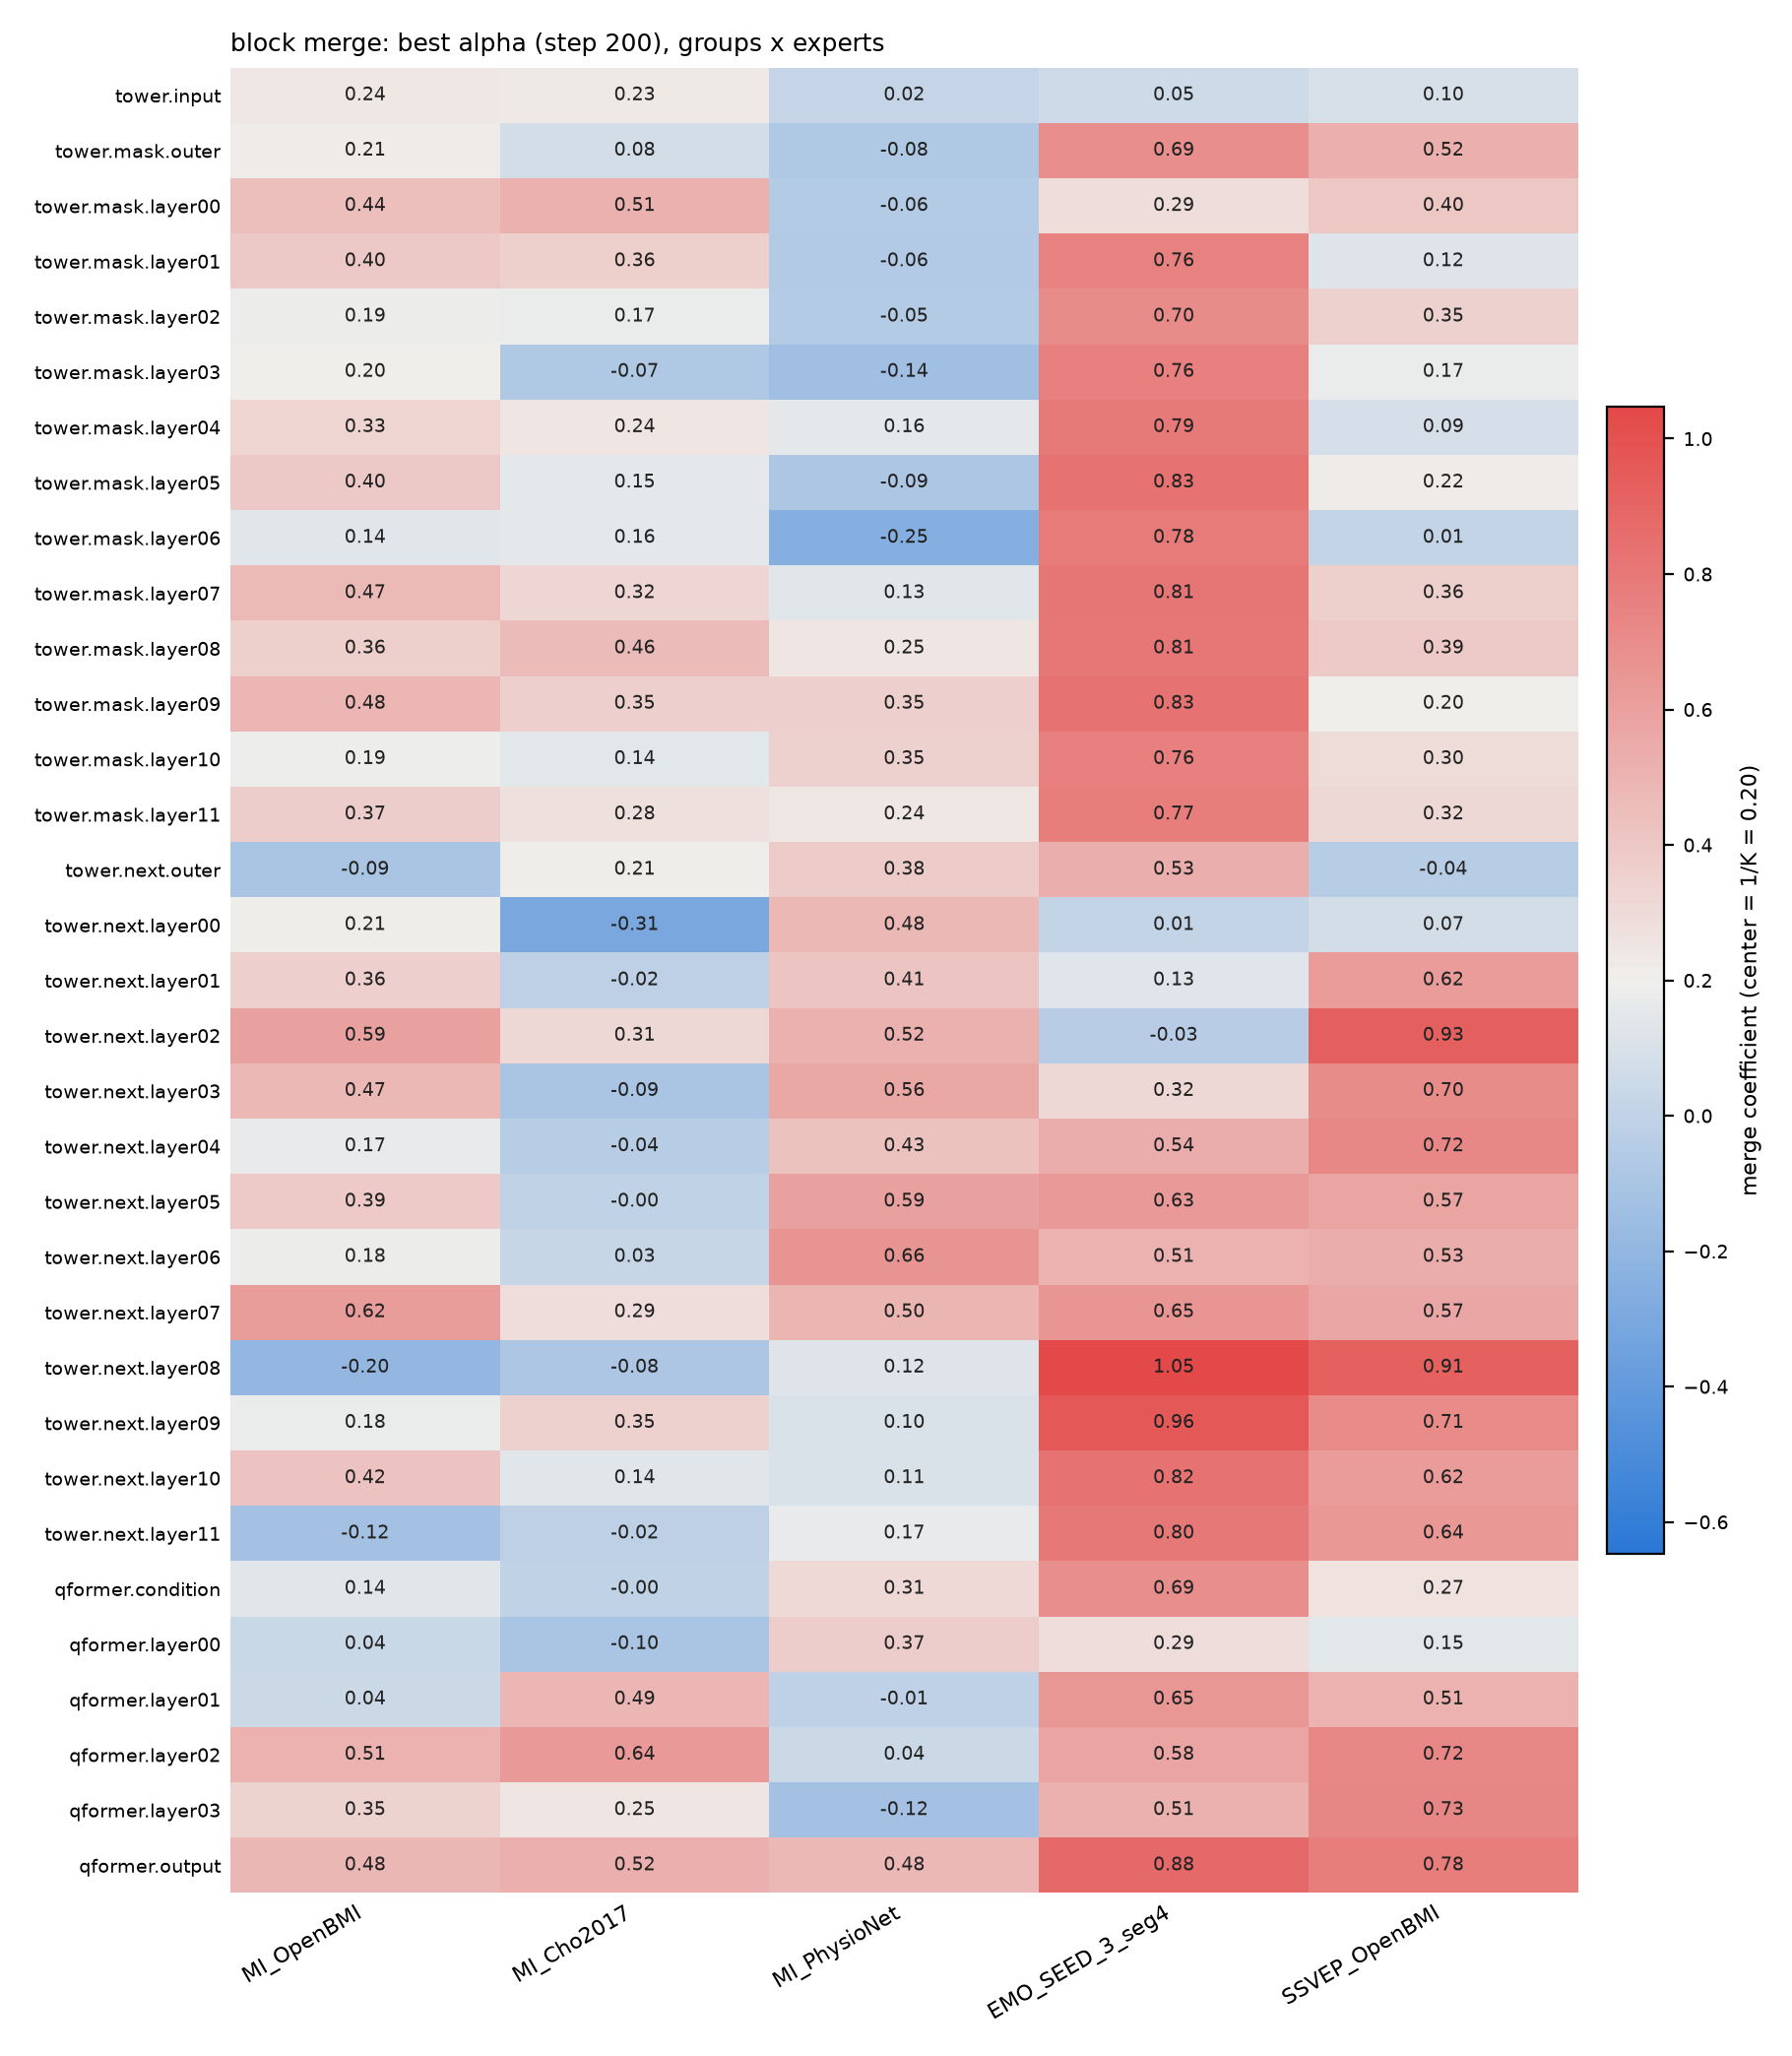 block merge: best alpha (step 200), groups x experts
tower.input 0.24 0.23 0.02 0.05 0.10
tower.mask.outer 0.21 0.08 -0.08 0.69 0.52
tower.mask.layer00 0.44 0.51 -0.06 0.29 0.40
tower.mask.layer01 0.40 0.36 -0.06 0.76 0.12
tower.mask.layer02 0.19 0.17 -0.05 0.70 0.35
tower.mask.layer03 0.20 -0.07 -0.14 0.76 0.17
tower.mask.layer04 0.33 0.24 0.16 0.79 0.09
tower.mask.layer05 0.40 0.15 -0.09 0.83 0.22
tower.mask.layer06 0.14 0.16 -0.25 0.78 0.01
tower.mask.layer07 0.47 0.32 0.13 0.81 0.36
tower.mask.layer08 0.36 0.46 0.25 0.81 0.39
tower.mask.layer09 0.48 0.35 0.35 0.83 0.20
tower.mask.layer10 0.19 0.14 0.35 0.76 0.30
tower.mask.layer11 0.37 0.28 0.24 0.77 0.32
tower.next.outer -0.09 0.21 0.38 0.53 -0.04
tower.next.layer00 0.21 -0.31 0.48 0.01 0.07
tower.next.layer01 0.36 -0.02 0.41 0.13 0.62
tower.next.layer02 0.59 0.31 0.52 -0.03 0.93
tower.next.layer03 0.47 -0.09 0.56 0.32 0.70
tower.next.layer04 0.17 -0.04 0.43 0.54 0.72
tower.next.layer05 0.39 -0.00 0.59 0.63 0.57
tower.next.layer06 0.18 0.03 0.66 0.51 0.53
tower.next.layer07 0.62 0.29 0.50 0.65 0.57
tower.next.layer08 -0.20 -0.08 0.12 1.05 0.91
tower.next.layer09 0.18 0.35 0.10 0.96 0.71
tower.next.layer10 0.42 0.14 0.11 0.82 0.62
tower.next.layer11 -0.12 -0.02 0.17 0.80 0.64
qformer.condition 0.14 -0.00 0.31 0.69 0.27
qformer.layer00 0.04 -0.10 0.37 0.29 0.15
qformer.layer01 0.04 0.49 -0.01 0.65 0.51
qformer.layer02 0.51 0.64 0.04 0.58 0.72
qformer.layer03 0.35 0.25 -0.12 0.51 0.73
qformer.output 0.48 0.52 0.48 0.88 0.78
MI_OpenBMI MI_Cho2017 MI_PhysioNet EMO_SEED_3_seg4 SSVEP_OpenBMI
1.0
0.8
0.6
0.4
0.2
0.0
−0.2
−0.4
−0.6
merge coefficient (center = 1/K = 0.20)